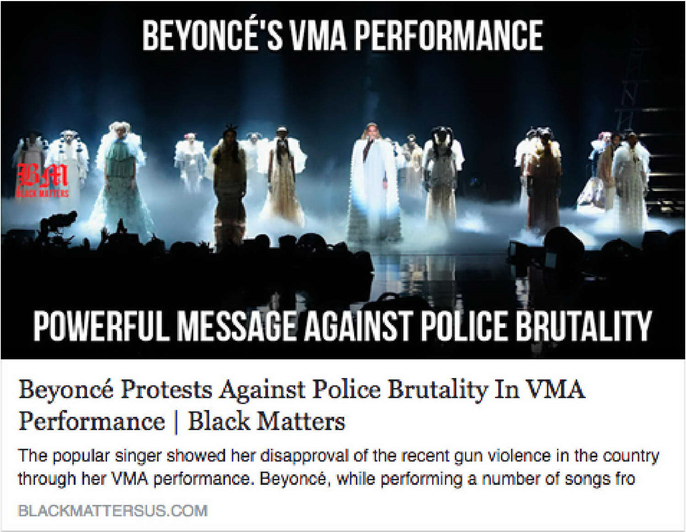 BEYONCÉ'S VMA PERFORMANCE
BM
BLACK MATTERS
POWERFUL MESSAGE AGAINST POLICE BRUTALITY
Beyoncé Protests Against Police Brutality In VMA
Performance | Black Matters
The popular singer showed her disapproval of the recent gun violence in the country
through her VMA performance. Beyoncé, while performing a number of songs fro
BLACKMATTERSUS.COM